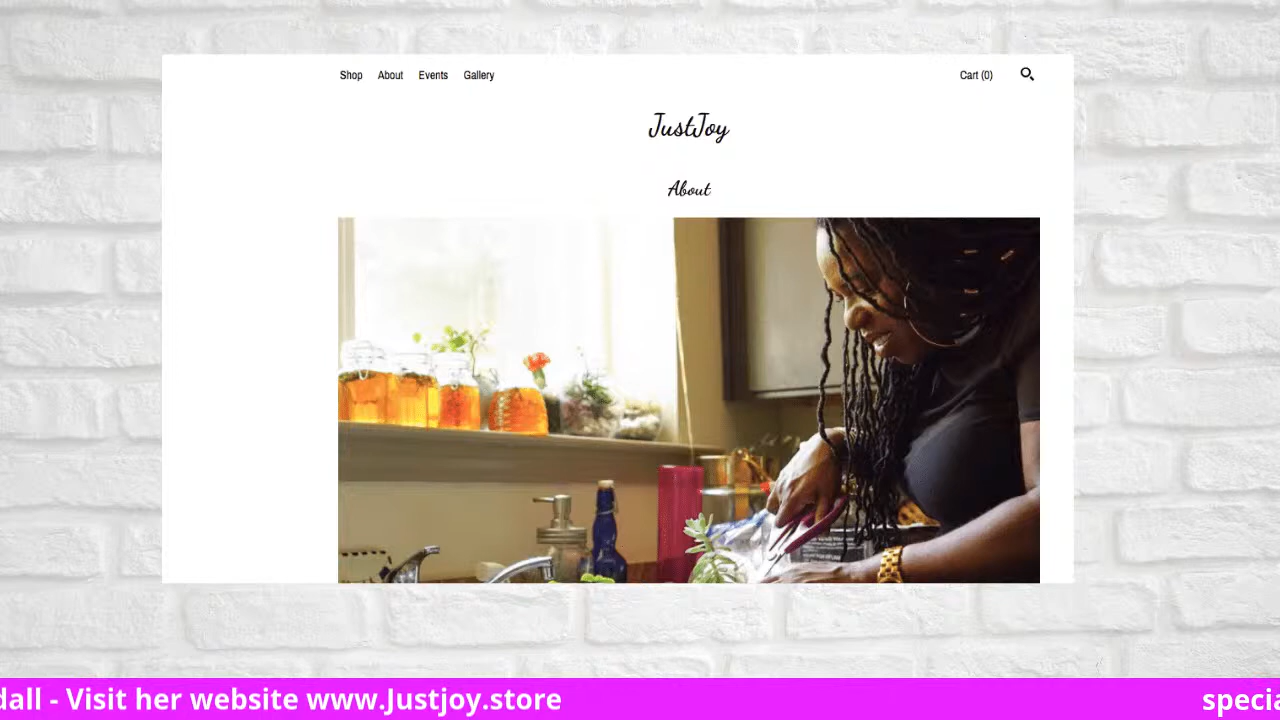 Shop About Events Gallery Cart (0)
JustJoy
About
dall - Visit her website www.Justjoy.store specia